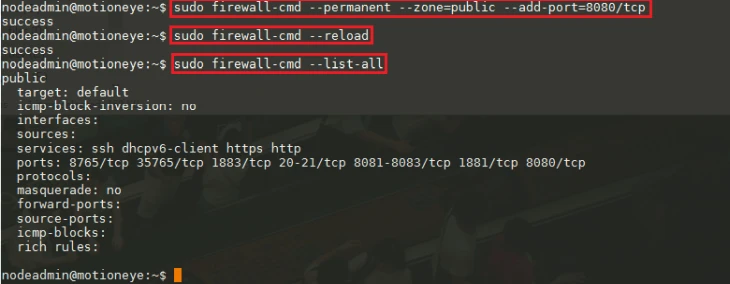 nodeadmin@motioneye:~$ sudo firewall-cmd --permanent --zone=public --add-port=8080/tcp
success
nodeadmin@motioneye:~$ sudo firewall-cmd --reload
success
nodeadmin@motioneye:~$ sudo firewall-cmd --list-all
public
  target: default
  icmp-block-inversion: no
  interfaces:
  sources:
  services: ssh dhcpv6-client https http
  ports: 8765/tcp 35765/tcp 1883/tcp 20-21/tcp 8081-8083/tcp 1881/tcp 8080/tcp
  protocols:
  masquerade: no
  forward-ports:
  source-ports:
  icmp-blocks:
  rich rules:
nodeadmin@motioneye:~$